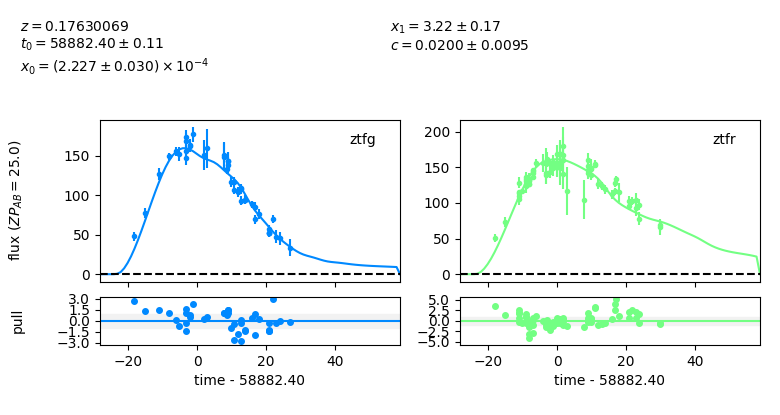 z = 0.17630069
t₀ = 58882.40 ± 0.11
x₀ = (2.227 ± 0.030) × 10⁻⁴
x₁ = 3.22 ± 0.17
c = 0.0200 ± 0.0095
flux (ZP_AB = 25.0)
ztfg
150
100
50
0
ztfr
200
150
100
50
0
pull
3.0
1.5
0.0
−1.5
−3.0
−20 0 20 40
time - 58882.40
5.0
2.5
0.0
−2.5
−5.0
−20 0 20 40
time - 58882.40